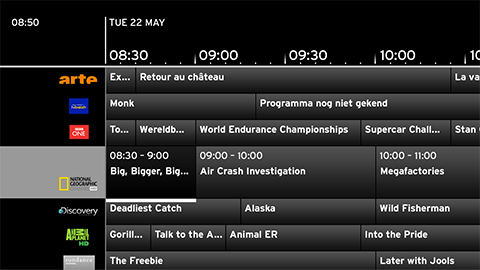 08:50
TUE 22 MAY
08:30 09:00 09:30 10:00
arte Ex... Retour au château La va
Monk Programma nog niet gekend
BBC ONE To... Wereldb... World Endurance Championships Supercar Chall... Stan
08:30 - 9:00 09:00 - 10:00 10:00 - 11:00
NATIONAL GEOGRAPHIC Big, Bigger, Big... Air Crash Investigation Megafactories
Discovery Deadliest Catch Alaska Wild Fisherman
ANIMAL PLANET HD Gorill... Talk to the A... Animal ER Into the Pride
sundance The Freebie Later with Jools